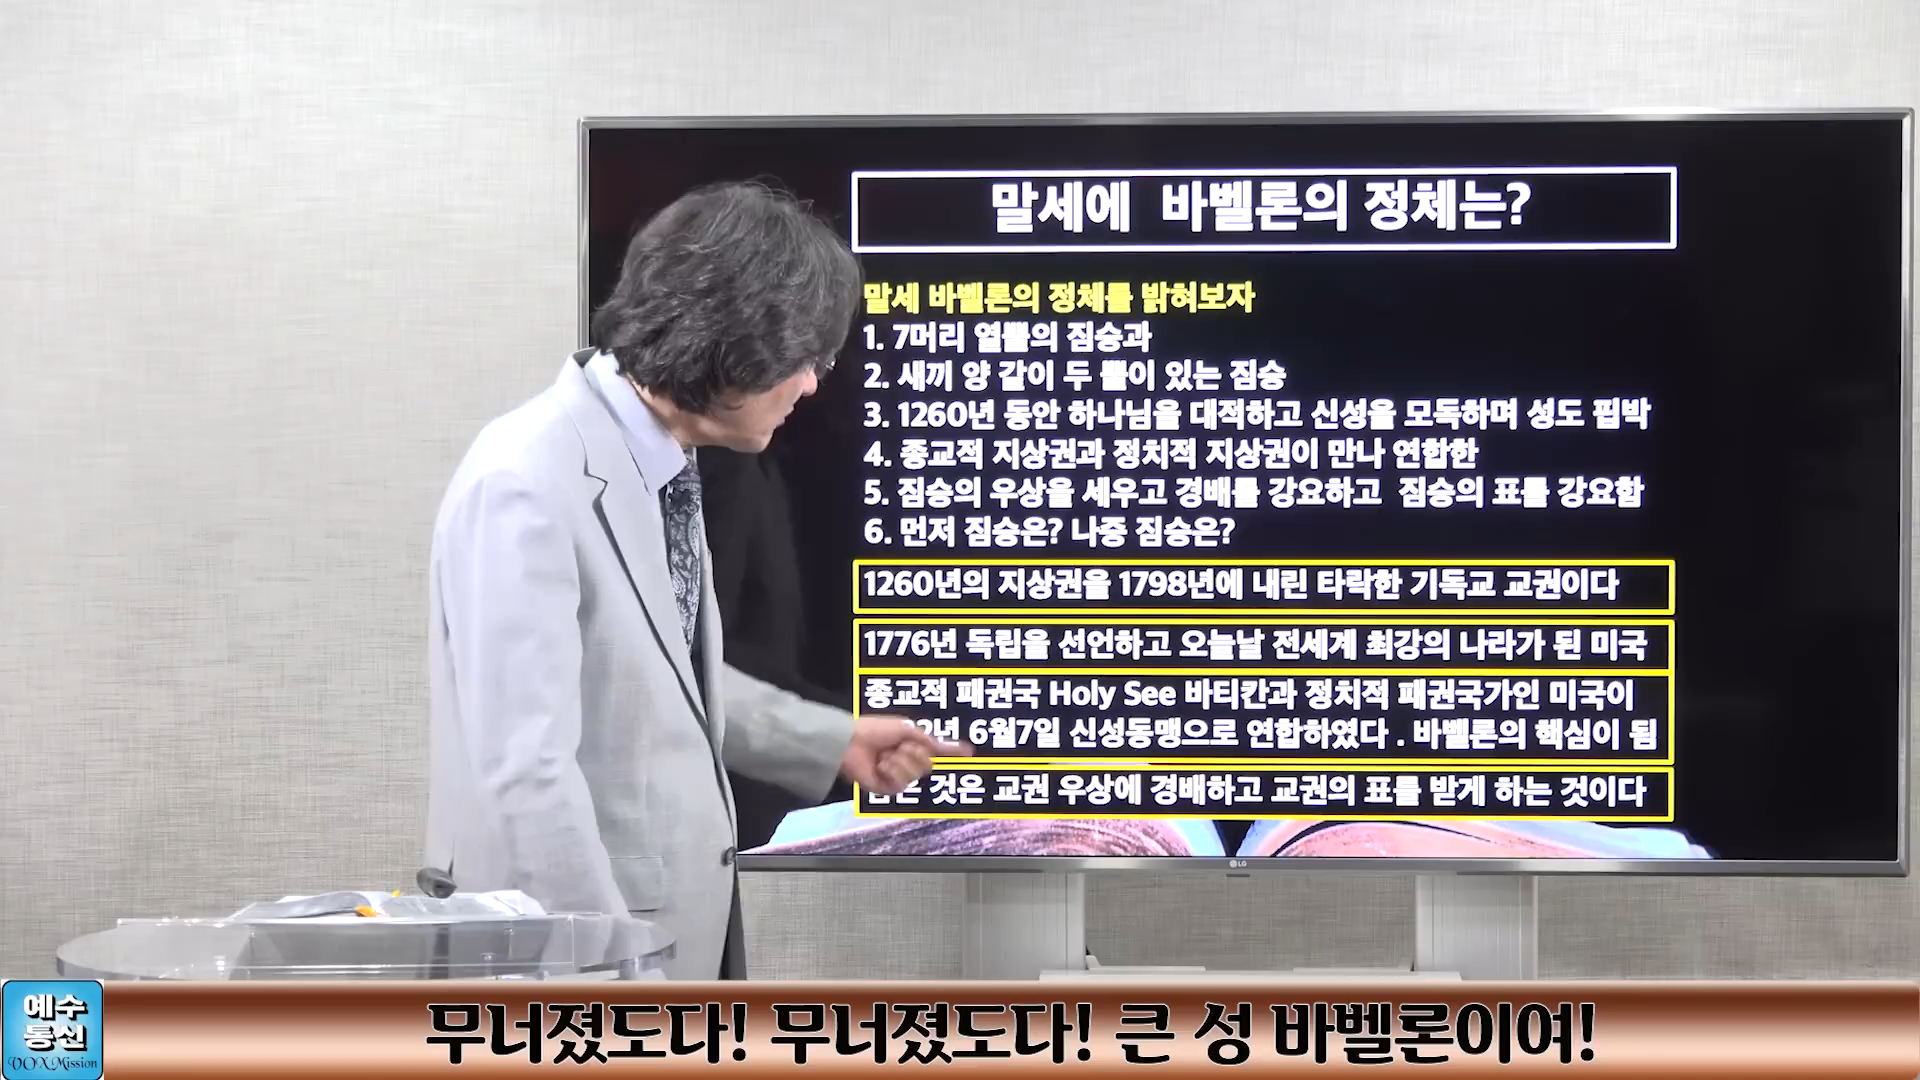 말세에 바벨론의 정체는?
말세 바벨론의 정체를 밝혀보자
1. 7머리 열뿔의 짐승과
2. 새끼 양 같이 두 뿔이 있는 짐승
3. 1260년 동안 하나님을 대적하고 신성을 모독하며 성도 핍박
4. 종교적 지상권과 정치적 지상권이 만나 연합한
5. 짐승의 우상을 세우고 경배를 강요하고 짐승의 표를 강요함
6. 먼저 짐승은? 나중 짐승은?
1260년의 지상권을 1798년에 내린 타락한 기독교 교권이다
1776년 독립을 선언하고 오늘날 전세계 최강의 나라가 된 미국
종교적 패권국 Holy See 바티칸과 정치적 패권국가인 미국이
6월7일 신성동맹으로 연합하였다 . 바벨론의 핵심이 됨
것은 교권 우상에 경배하고 교권의 표를 받게 하는 것이다
LG
예수
통신
VOX Mission
무너졌도다! 무너졌도다! 큰 성 바벨론이여!